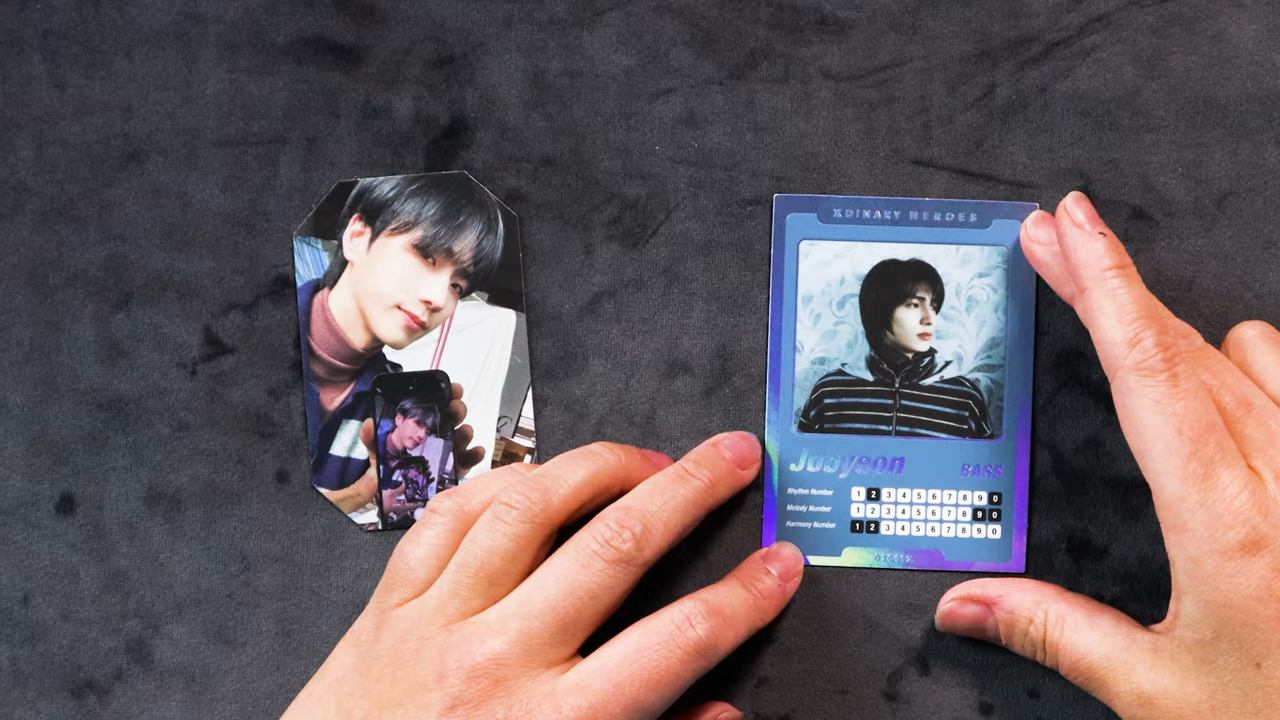 XDINARY HEROES
Jooyeon
BASS
Rhythm Number 1 2 3 4 5 6 7 8 9 0
Melody Number 1 2 3 4 5 6 7 8 9 0
Harmony Number 1 2 3 4 5 6 7 8 9 0